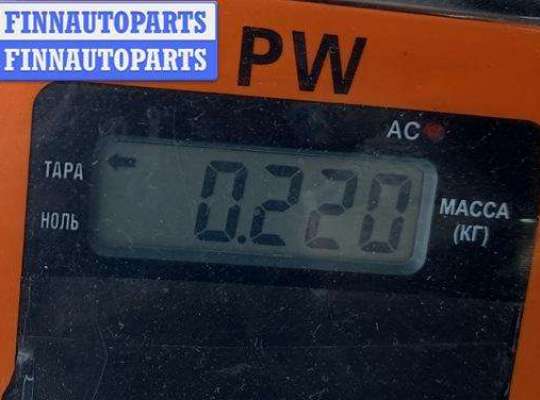 FINNAUTOPARTS
FINNAUTOPARTS
PW
AC
ТАРА
0.220
МАССА
НОЛЬ
(КГ)